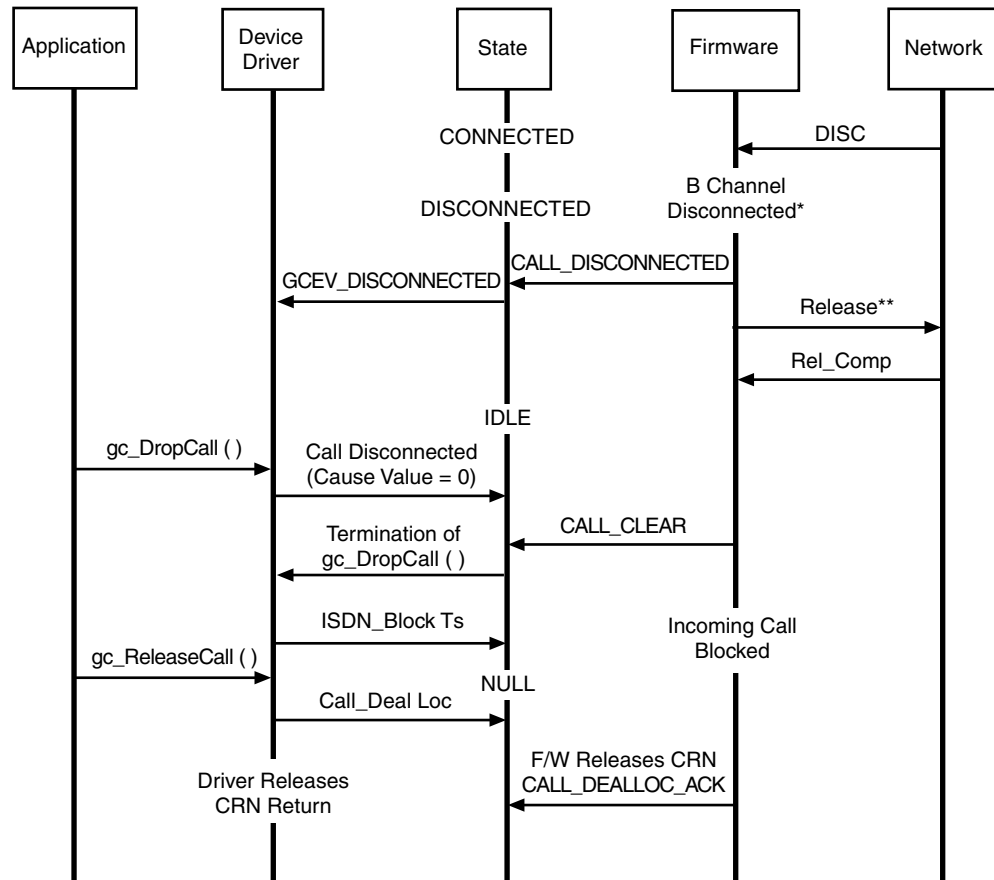 Application
Device
Driver
State
Firmware
Network
CONNECTED
DISC
B Channel
Disconnected*
DISCONNECTED
CALL_DISCONNECTED
GCEV_DISCONNECTED
Release**
Rel_Comp
IDLE
gc_DropCall ( )
Call Disconnected
(Cause Value = 0)
CALL_CLEAR
Termination of
gc_DropCall ( )
ISDN_Block Ts
Incoming Call
Blocked
gc_ReleaseCall ( )
NULL
Call_Deal Loc
F/W Releases CRN
CALL_DEALLOC_ACK
Driver Releases
CRN Return